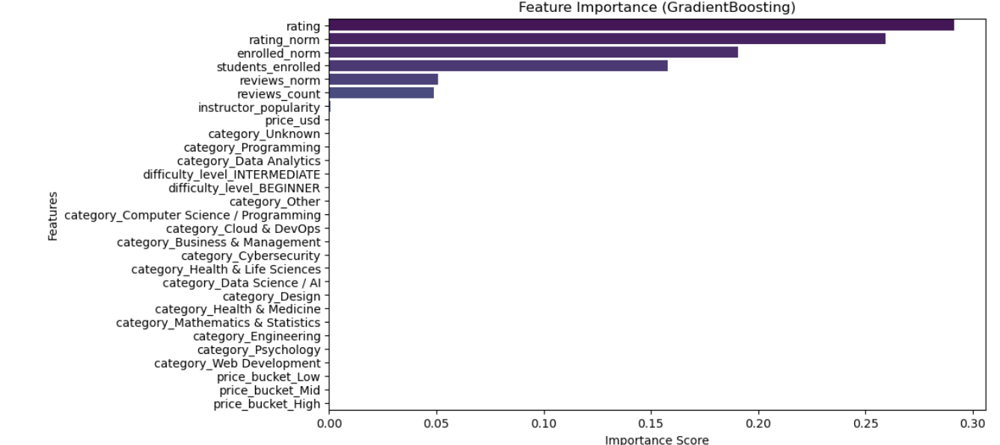 Feature Importance (GradientBoosting)
rating
rating_norm
enrolled_norm
students_enrolled
reviews_norm
reviews_count
instructor_popularity
price_usd
category_Unknown
category_Programming
category_Data Analytics
difficulty_level_INTERMEDIATE
difficulty_level_BEGINNER
category_Other
category_Computer Science / Programming
category_Cloud & DevOps
category_Business & Management
category_Cybersecurity
category_Health & Life Sciences
category_Data Science / AI
category_Design
category_Health & Medicine
category_Mathematics & Statistics
category_Engineering
category_Psychology
category_Web Development
price_bucket_Low
price_bucket_Mid
price_bucket_High
Features
0.00 0.05 0.10 0.15 0.20 0.25 0.30
Importance Score